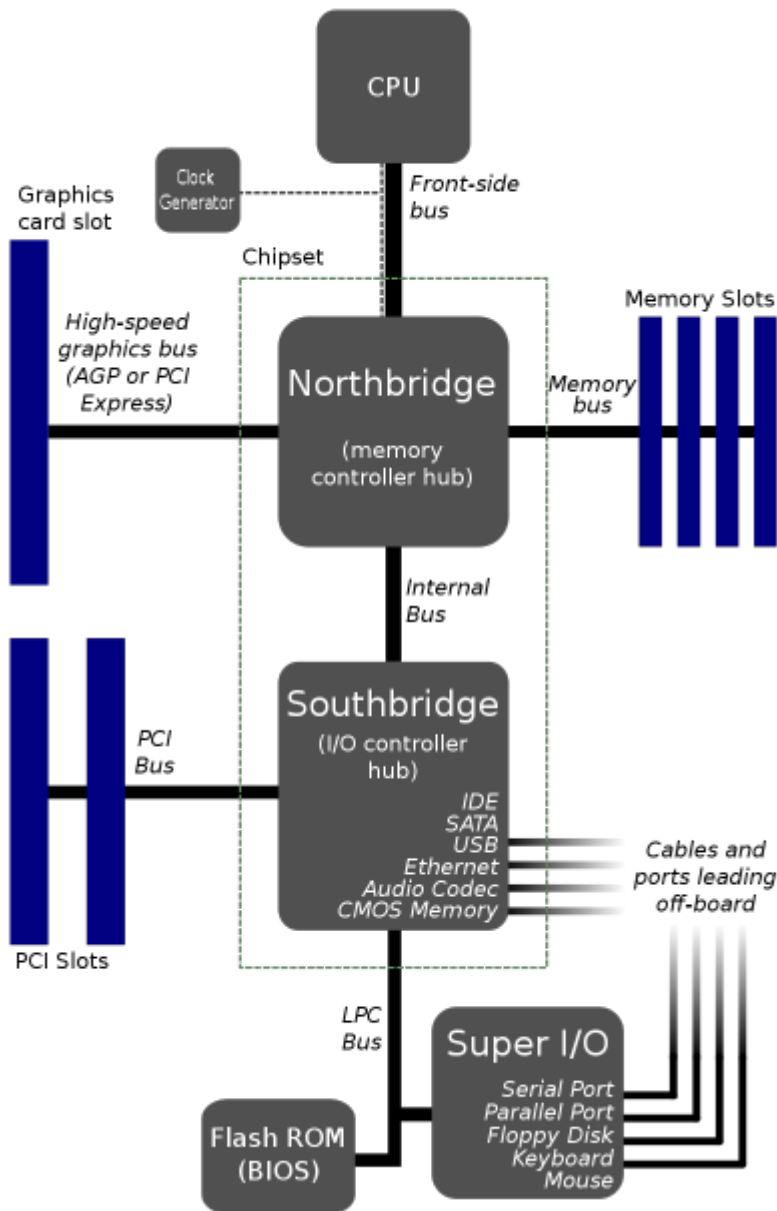 CPU
Clock
Generator
Front-side
bus
Graphics
card slot
Chipset
High-speed
graphics bus
(AGP or PCI
Express)
Northbridge
(memory
controller hub)
Memory Slots
Memory
bus
Internal
Bus
Southbridge
(I/O controller
hub)
IDE
SATA
USB
Ethernet
Audio Codec
CMOS Memory
PCI
Bus
PCI Slots
Cables and
ports leading
off-board
LPC
Bus
Super I/O
Serial Port
Parallel Port
Floppy Disk
Keyboard
Mouse
Flash ROM
(BIOS)